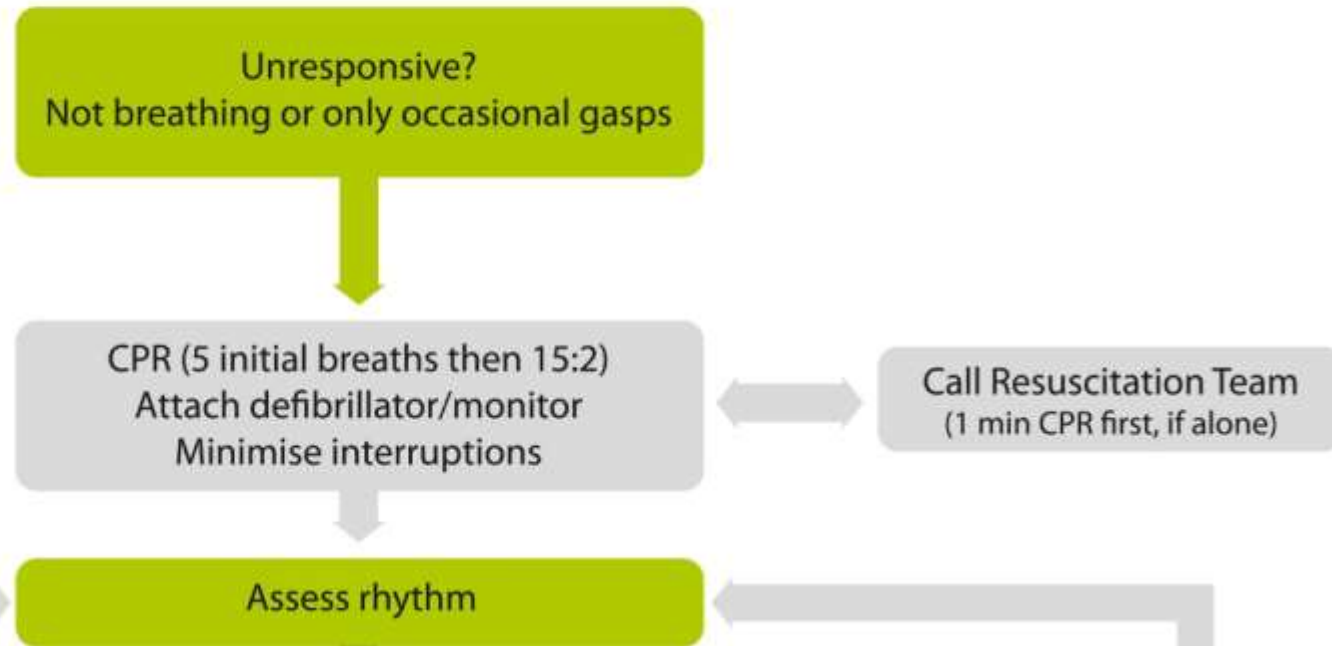 Unresponsive?
Not breathing or only occasional gasps
CPR (5 initial breaths then 15:2)
Attach defibrillator/monitor
Minimise interruptions
Call Resuscitation Team
(1 min CPR first, if alone)
Assess rhythm